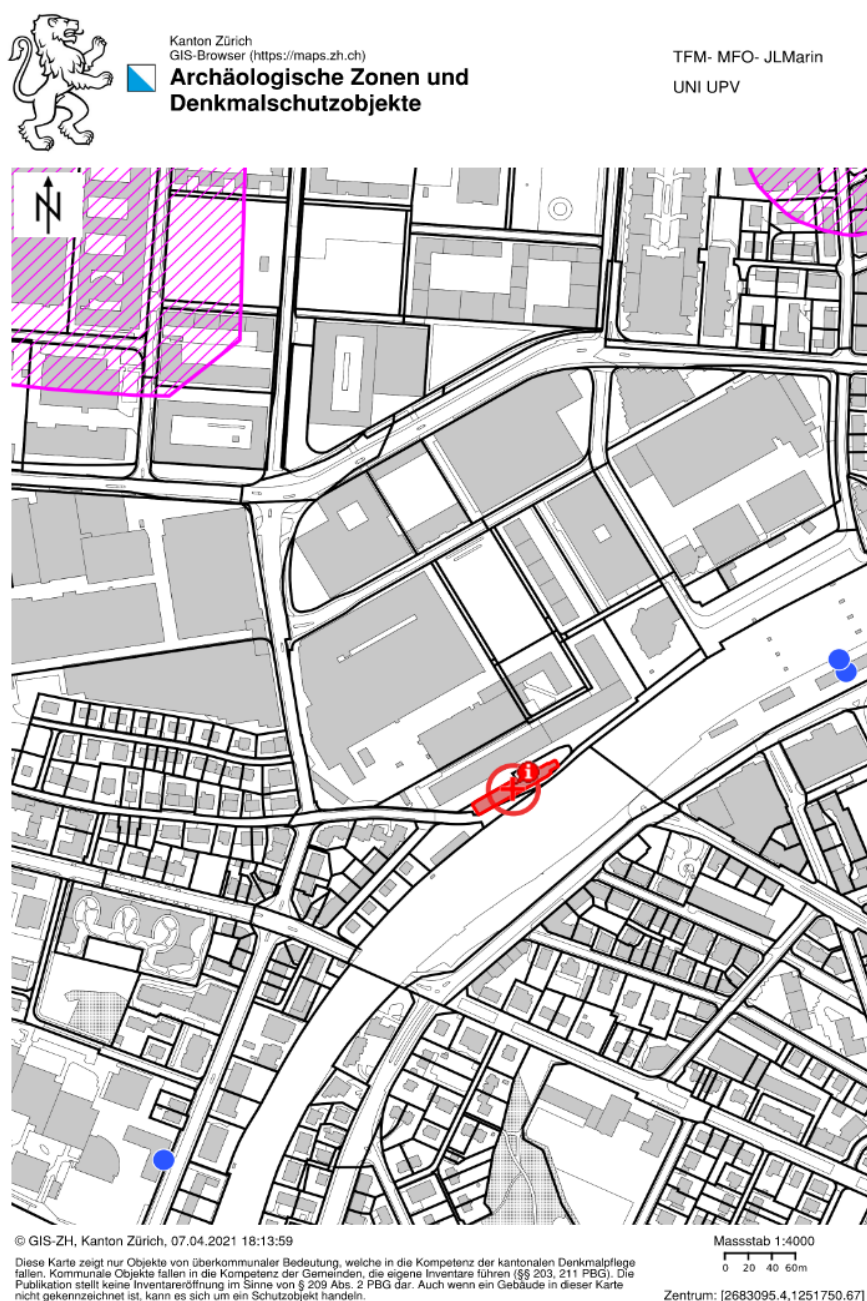 Kanton Zürich
GIS-Browser (https://maps.zh.ch)
Archäologische Zonen und
Denkmalschutzobjekte
TFM- MFO- JLMarin
UNI UPV
N
i
© GIS-ZH, Kanton Zürich, 07.04.2021 18:13:59
Diese Karte zeigt nur Objekte von überkommunaler Bedeutung, welche in die Kompetenz der kantonalen Denkmalpflege
fallen. Kommunale Objekte fallen in die Kompetenz der Gemeinden, die eigene Inventare führen (§§ 203, 211 PBG). Die
Publikation stellt keine Inventareröffnung im Sinne von § 209 Abs. 2 PBG dar. Auch wenn ein Gebäude in dieser Karte
nicht gekennzeichnet ist, kann es sich um ein Schutzobjekt handeln.
Massstab 1:4000
0 20 40 60m
Zentrum: [2683095.4,1251750.67]